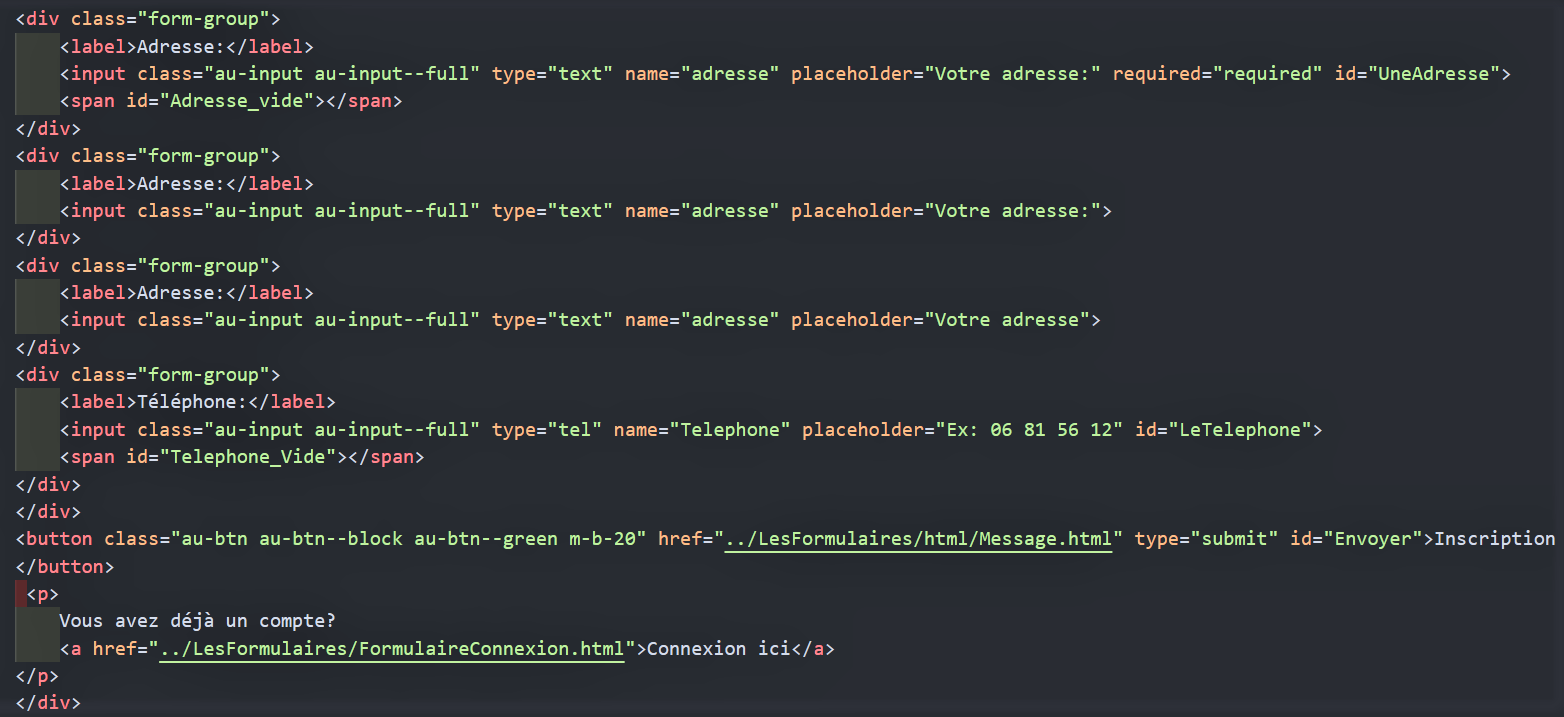 <div class="form-group">
<label>Adresse:</label>
<input class="au-input au-input--full" type="text" name="adresse" placeholder="Votre adresse:" required="required" id="UneAdresse">
<span id="Adresse_vide"></span>
</div>
<div class="form-group">
<label>Adresse:</label>
<input class="au-input au-input--full" type="text" name="adresse" placeholder="Votre adresse:">
</div>
<div class="form-group">
<label>Adresse:</label>
<input class="au-input au-input--full" type="text" name="adresse" placeholder="Votre adresse">
</div>
<div class="form-group">
<label>Téléphone:</label>
<input class="au-input au-input--full" type="tel" name="Telephone" placeholder="Ex: 06 81 56 12" id="LeTelephone">
<span id="Telephone_Vide"></span>
</div>
</div>
<button class="au-btn au-btn--block au-btn--green m-b-20" href="../LesFormulaires/html/Message.html" type="submit" id="Envoyer">Inscription
</button>
<p>
Vous avez déjà un compte?
<a href="../LesFormulaires/FormulaireConnexion.html">Connexion ici</a>
</p>
</div>